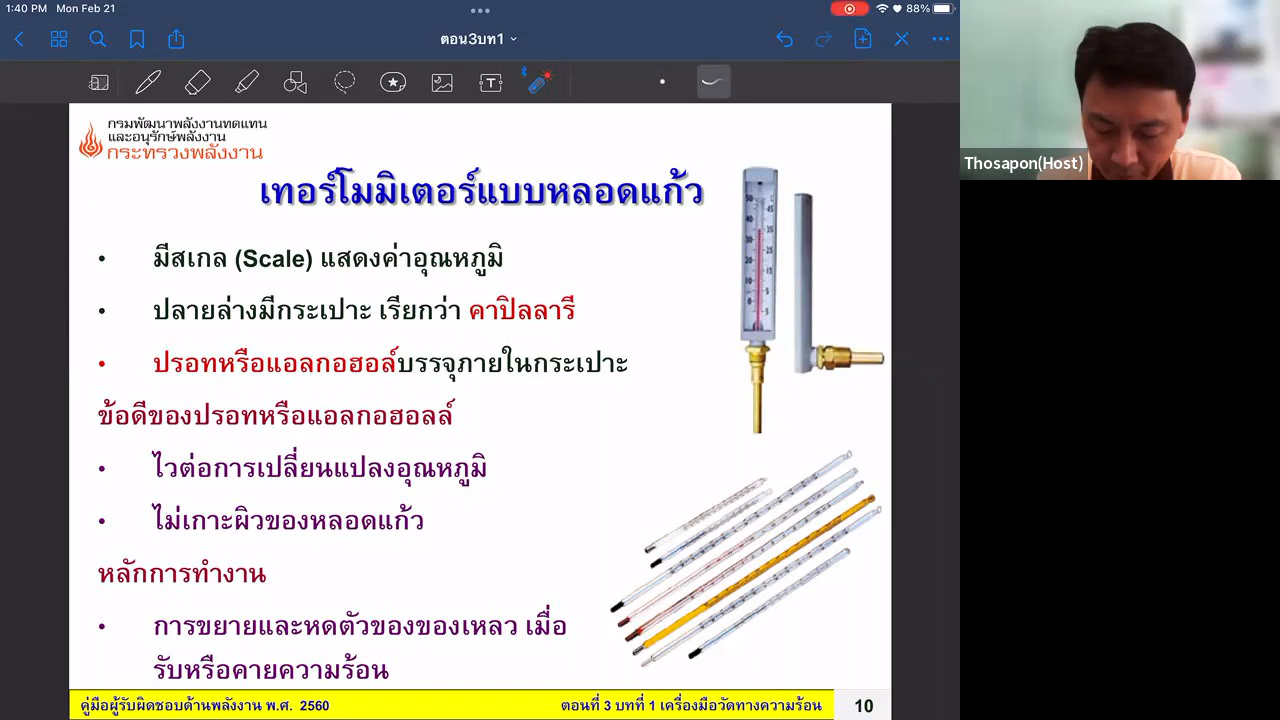 1:40 PM Mon Feb 21
88%
ตอน3บท1
กรมพัฒนาพลังงานทดแทน
และอนุรักษ์พลังงาน
กระทรวงพลังงาน
Thosapon(Host)
เทอร์โมมิเตอร์แบบหลอดแก้ว
• มีสเกล (Scale) แสดงค่าอุณหภูมิ
• ปลายล่างมีกระเปาะ เรียกว่า คาปิลลารี
• ปรอทหรือแอลกอฮอล์บรรจุภายในกระเปาะ
ข้อดีของปรอทหรือแอลกอฮอลล์
• ไวต่อการเปลี่ยนแปลงอุณหภูมิ
• ไม่เกาะผิวของหลอดแก้ว
หลักการทำงาน
• การขยายและหดตัวของของเหลว เมื่อ
รับหรือคายความร้อน
คู่มือผู้รับผิดชอบด้านพลังงาน พ.ศ. 2560
ตอนที่ 3 บทที่ 1 เครื่องมือวัดทางความร้อน
10